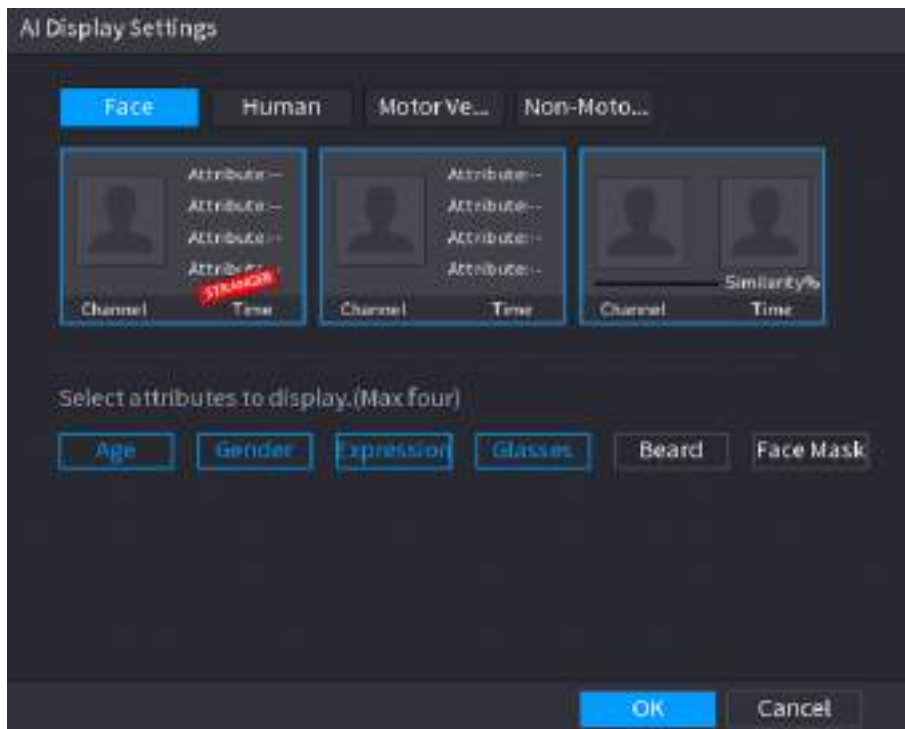 AI Display Settings
Face Human Motor Ve... Non-Moto...
Attribute:-- Attribute:--
Attribute:-- Attribute:--
Attribute:-- Attribute:--
Attribute:-- Attribute:--
STRANGER Similarity%
Channel Time Channel Time Channel Time
Select attributes to display.(Max four)
Age Gender Expression Glasses Beard Face Mask
OK Cancel